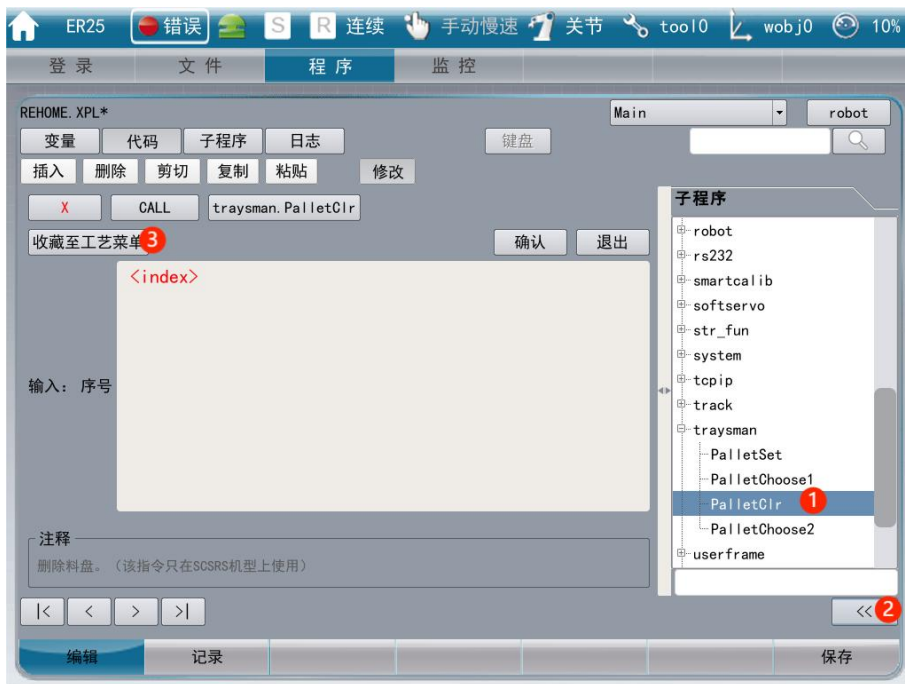 ER25 错误 S R 连续 手动慢速 关节 tool0 wobj0 10%
登录 文件 程序 监控
REHOME.XPL* Main robot
变量 代码 子程序 日志 键盘
插入 删除 剪切 复制 粘贴 修改
X CALL traysman.PalletClr
收藏至工艺菜单 3 确认 退出
<index>
输入: 序号
注释
删除料盘。（该指令只在SCSRS机型上使用）
子程序
robot
rs232
smartcalib
softservo
str_fun
system
tcpip
track
traysman
PalletSet
PalletChoose1
PalletClr 1
PalletChoose2
userframe
|< < > >| << 2
编辑 记录 保存